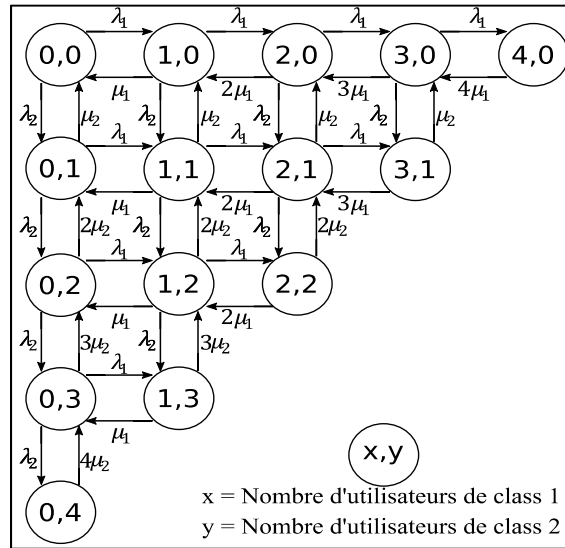 λ₁ λ₁ λ₁ λ₁
0,0 1,0 2,0 3,0 4,0
μ₁ 2μ₁ 3μ₁ 4μ₁
λ₂ μ₂ λ₂ μ₂ λ₂ μ₂ λ₂ μ₂
λ₁ λ₁ λ₁
0,1 1,1 2,1 3,1
μ₁ 2μ₁ 3μ₁
λ₂ 2μ₂ λ₂ 2μ₂ λ₂ 2μ₂
λ₁ λ₁
0,2 1,2 2,2
μ₁ 2μ₁
λ₂ 3μ₂ λ₂ 3μ₂
λ₁
0,3 1,3
μ₁
λ₂ 4μ₂
0,4
x,y
x = Nombre d'utilisateurs de class 1
y = Nombre d'utilisateurs de class 2